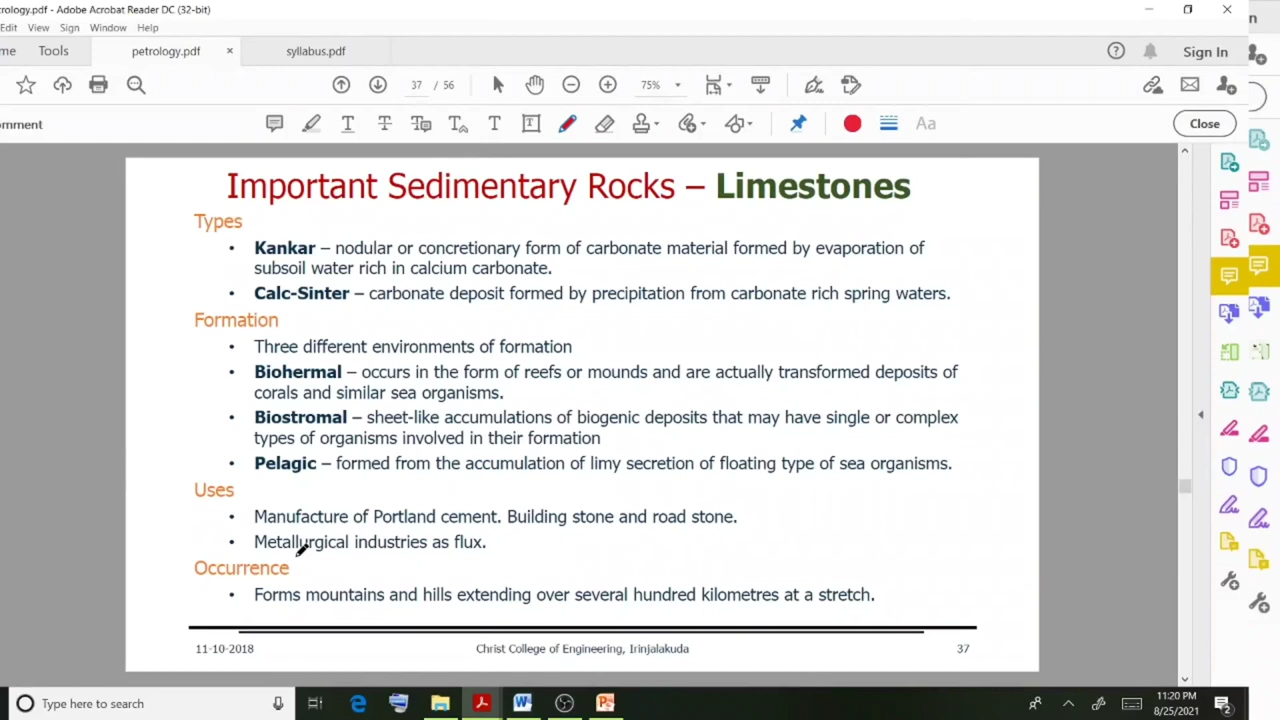 trology.pdf - Adobe Acrobat Reader DC (32-bit)
Edit View Sign Window Help
me Tools petrology.pdf × syllabus.pdf Sign In
37 / 56 75%
omment T T T T T Aa Close
Important Sedimentary Rocks – Limestones
Types
• Kankar – nodular or concretionary form of carbonate material formed by evaporation of
subsoil water rich in calcium carbonate.
• Calc-Sinter – carbonate deposit formed by precipitation from carbonate rich spring waters.
Formation
• Three different environments of formation
• Biohermal – occurs in the form of reefs or mounds and are actually transformed deposits of
corals and similar sea organisms.
• Biostromal – sheet-like accumulations of biogenic deposits that may have single or complex
types of organisms involved in their formation
• Pelagic – formed from the accumulation of limy secretion of floating type of sea organisms.
Uses
• Manufacture of Portland cement. Building stone and road stone.
• Metallurgical industries as flux.
Occurrence
• Forms mountains and hills extending over several hundred kilometres at a stretch.
11-10-2018 Christ College of Engineering, Irinjalakuda 37
Type here to search
11:20 PM
8/25/2021
2